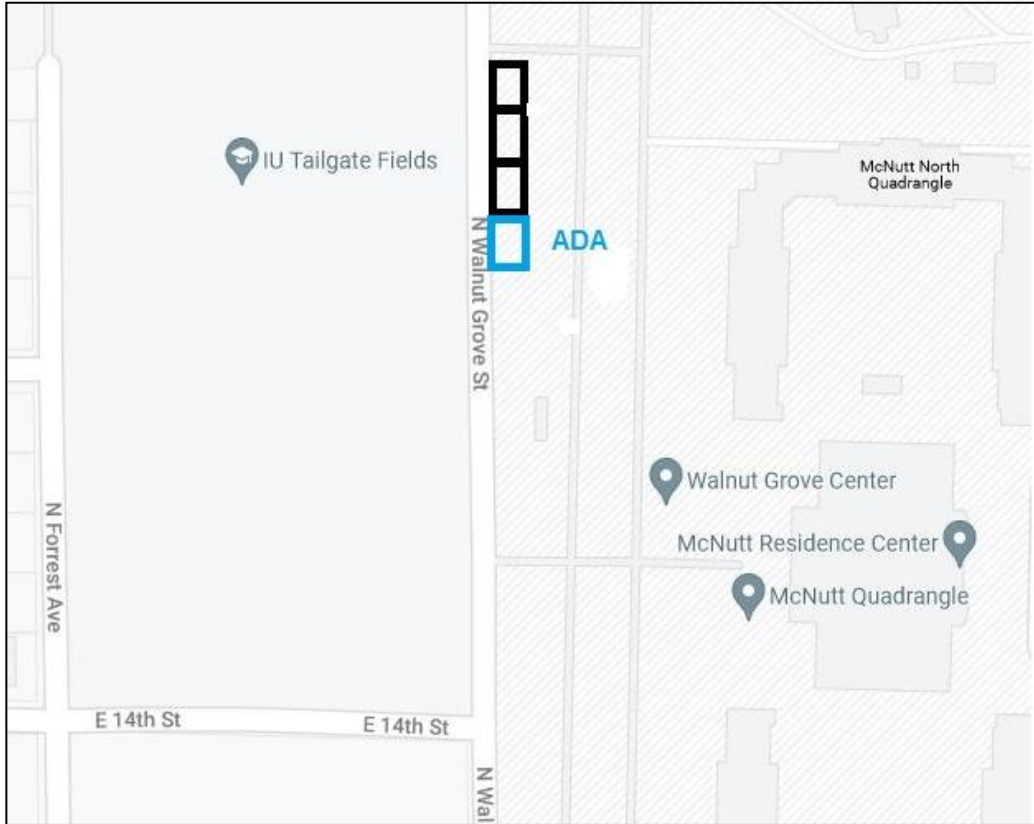 McNutt North
Quadrangle
IU Tailgate Fields
ADA
N Walnut Grove St
Walnut Grove Center
N Forrest Ave
McNutt Residence Center
McNutt Quadrangle
E 14th St
E 14th St
N Wal